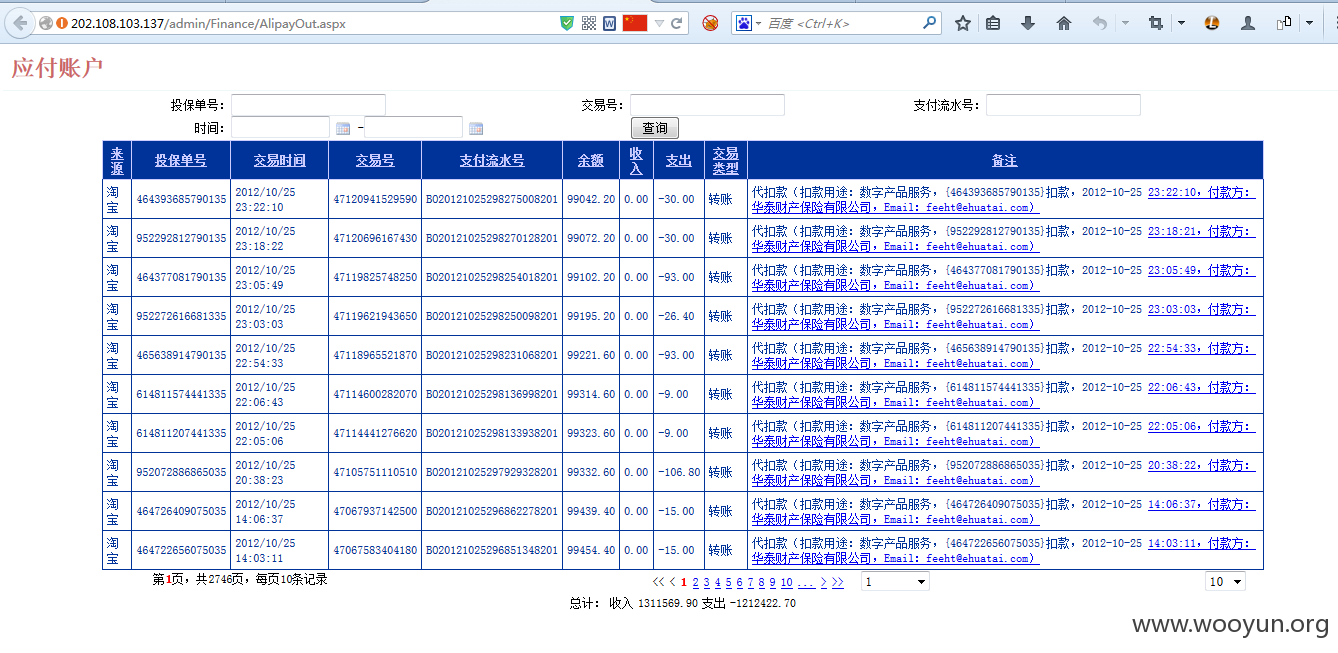 202.108.103.137/admin/Finance/AlipayOut.aspx
百度 <Ctrl+K>
应付账户
投保单号： 交易号： 支付流水号：
时间： - 查询
来源 投保单号 交易时间 交易号 支付流水号 余额 收入 支出 交易类型 备注
淘宝 464393685790135 2012/10/25 23:22:10 47120941529590 B020121025298275008201 99042.20 0.00 -30.00 转账 代扣款（扣款用途：数字产品服务，{464393685790135}扣款，2012-10-25 23:22:10，付款方：
华泰财产保险有限公司，Email：feeht@ehuatai.com）
淘宝 952292812790135 2012/10/25 23:18:22 47120696167430 B020121025298270128201 99072.20 0.00 -30.00 转账 代扣款（扣款用途：数字产品服务，{952292812790135}扣款，2012-10-25 23:18:21，付款方：
华泰财产保险有限公司，Email：feeht@ehuatai.com）
淘宝 464377081790135 2012/10/25 23:05:49 47119825748250 B020121025298254018201 99102.20 0.00 -93.00 转账 代扣款（扣款用途：数字产品服务，{464377081790135}扣款，2012-10-25 23:05:49，付款方：
华泰财产保险有限公司，Email：feeht@ehuatai.com）
淘宝 952272616681335 2012/10/25 23:03:03 47119621943650 B020121025298250098201 99195.20 0.00 -26.40 转账 代扣款（扣款用途：数字产品服务，{952272616681335}扣款，2012-10-25 23:03:03，付款方：
华泰财产保险有限公司，Email：feeht@ehuatai.com）
淘宝 465638914790135 2012/10/25 22:54:33 47118965521870 B020121025298231068201 99221.60 0.00 -93.00 转账 代扣款（扣款用途：数字产品服务，{465638914790135}扣款，2012-10-25 22:54:33，付款方：
华泰财产保险有限公司，Email：feeht@ehuatai.com）
淘宝 614811574441335 2012/10/25 22:06:43 47114600282070 B020121025298136998201 99314.60 0.00 -9.00 转账 代扣款（扣款用途：数字产品服务，{614811574441335}扣款，2012-10-25 22:06:43，付款方：
华泰财产保险有限公司，Email：feeht@ehuatai.com）
淘宝 614811207441335 2012/10/25 22:05:06 47114441276620 B020121025298133938201 99323.60 0.00 -9.00 转账 代扣款（扣款用途：数字产品服务，{614811207441335}扣款，2012-10-25 22:05:06，付款方：
华泰财产保险有限公司，Email：feeht@ehuatai.com）
淘宝 952072886865035 2012/10/25 20:38:23 47105751110510 B020121025297929328201 99332.60 0.00 -106.80 转账 代扣款（扣款用途：数字产品服务，{952072886865035}扣款，2012-10-25 20:38:22，付款方：
华泰财产保险有限公司，Email：feeht@ehuatai.com）
淘宝 464726409075035 2012/10/25 14:06:37 47067937142500 B020121025296862278201 99439.40 0.00 -15.00 转账 代扣款（扣款用途：数字产品服务，{464726409075035}扣款，2012-10-25 14:06:37，付款方：
华泰财产保险有限公司，Email：feeht@ehuatai.com）
淘宝 464722656075035 2012/10/25 14:03:11 47067583404180 B020121025296851348201 99454.40 0.00 -15.00 转账 代扣款（扣款用途：数字产品服务，{464722656075035}扣款，2012-10-25 14:03:11，付款方：
华泰财产保险有限公司，Email：feeht@ehuatai.com）
第1页，共2746页，每页10条记录 << < 1 2 3 4 5 6 7 8 9 10 ... > >> 1 10
总计： 收入 1311569.90 支出 -1212422.70
www.wooyun.org